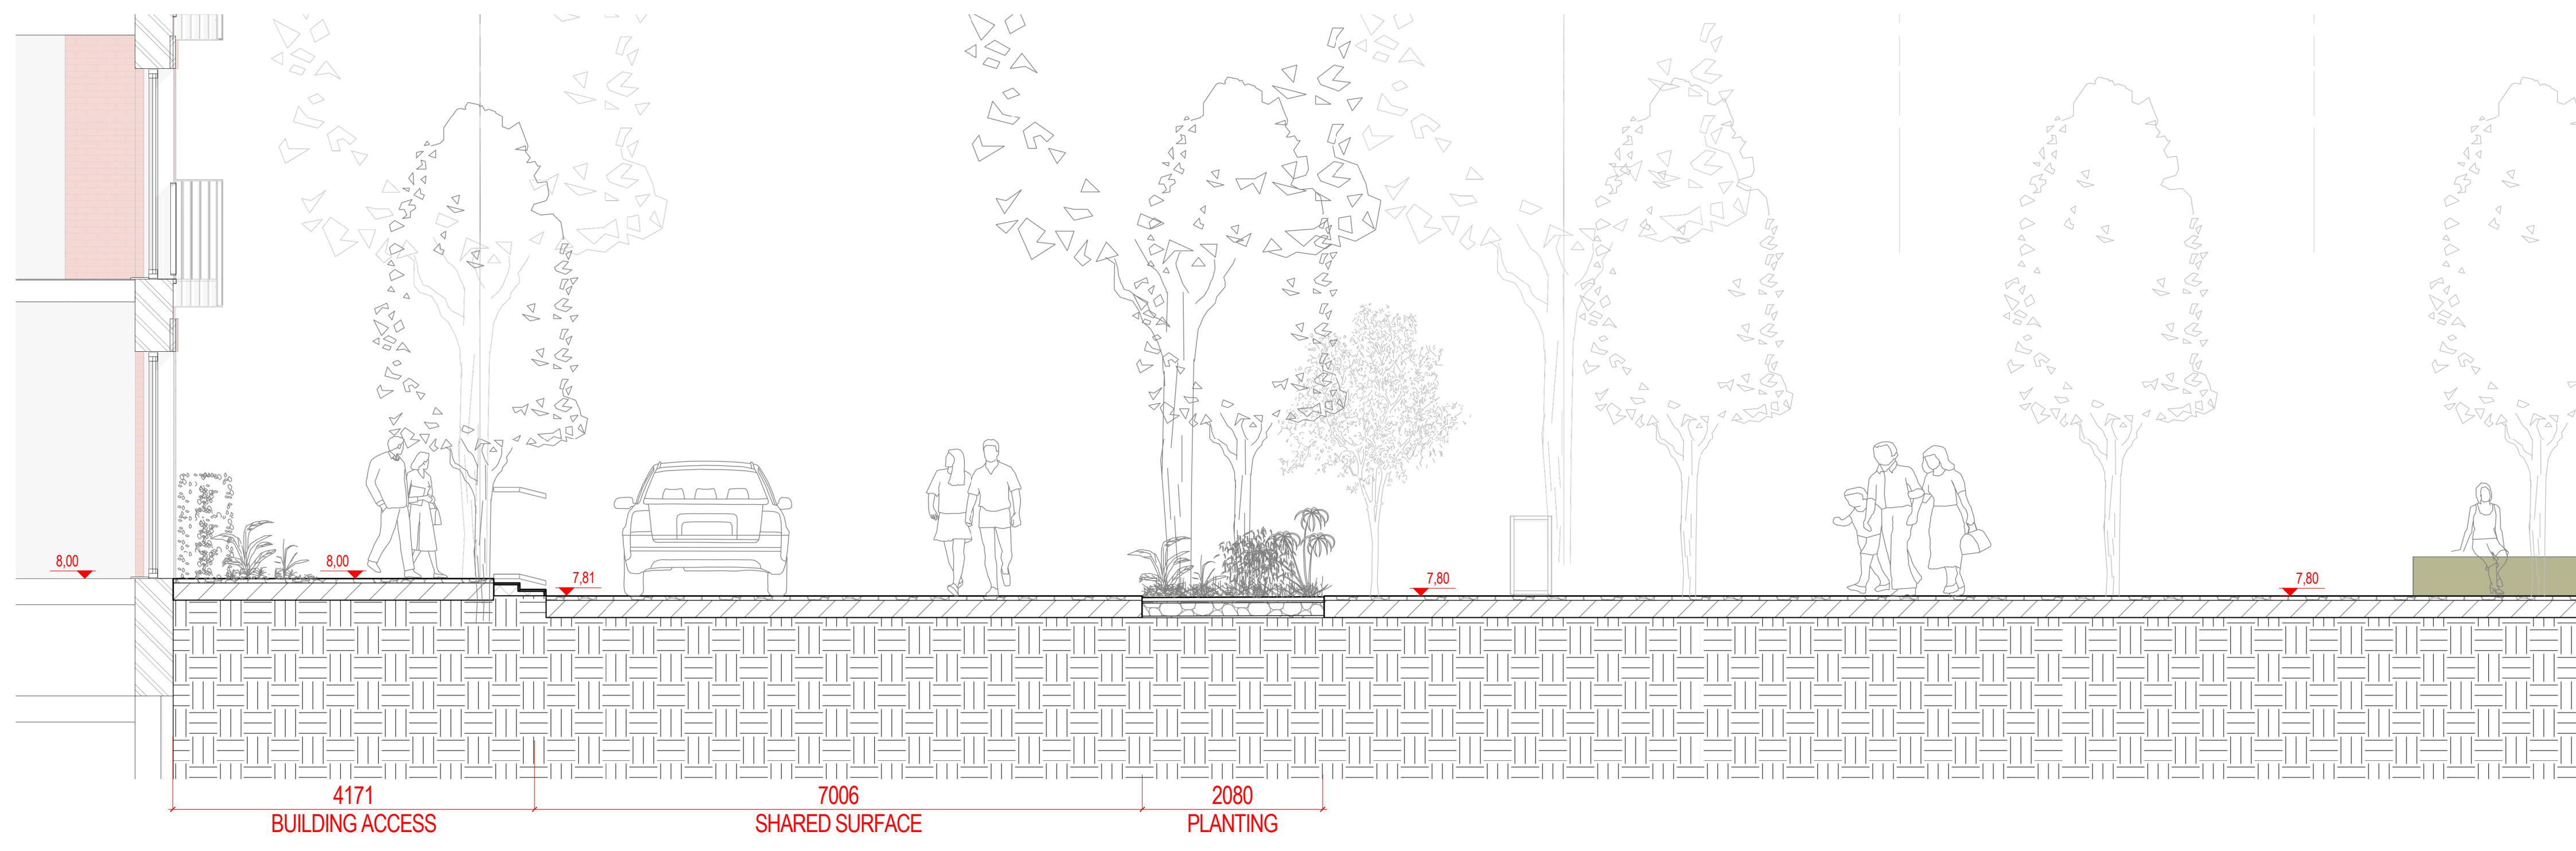 8,00
8,00
7,81
7,80
7,80
4171
7006
2080
BUILDING ACCESS
SHARED SURFACE
PLANTING